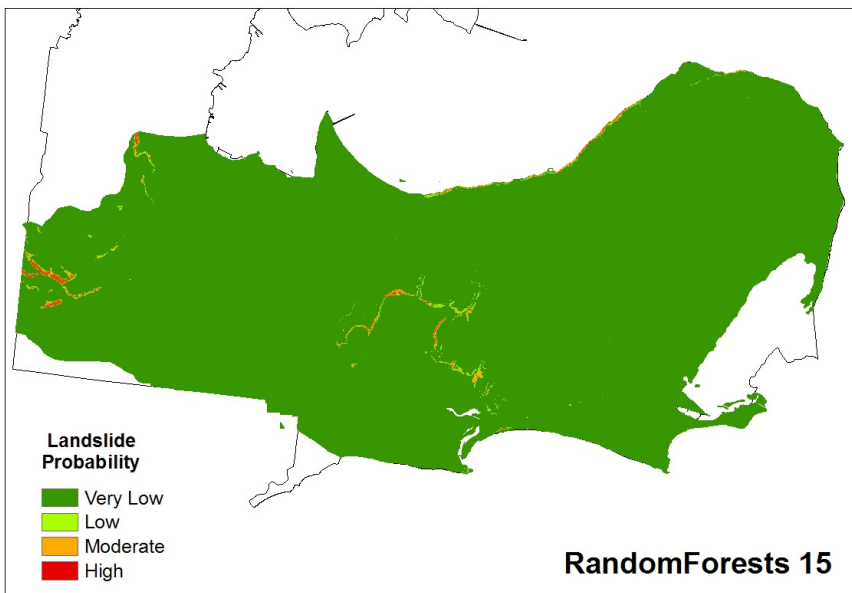 Landslide
Probability
Very Low
Low
Moderate
High
RandomForests 15